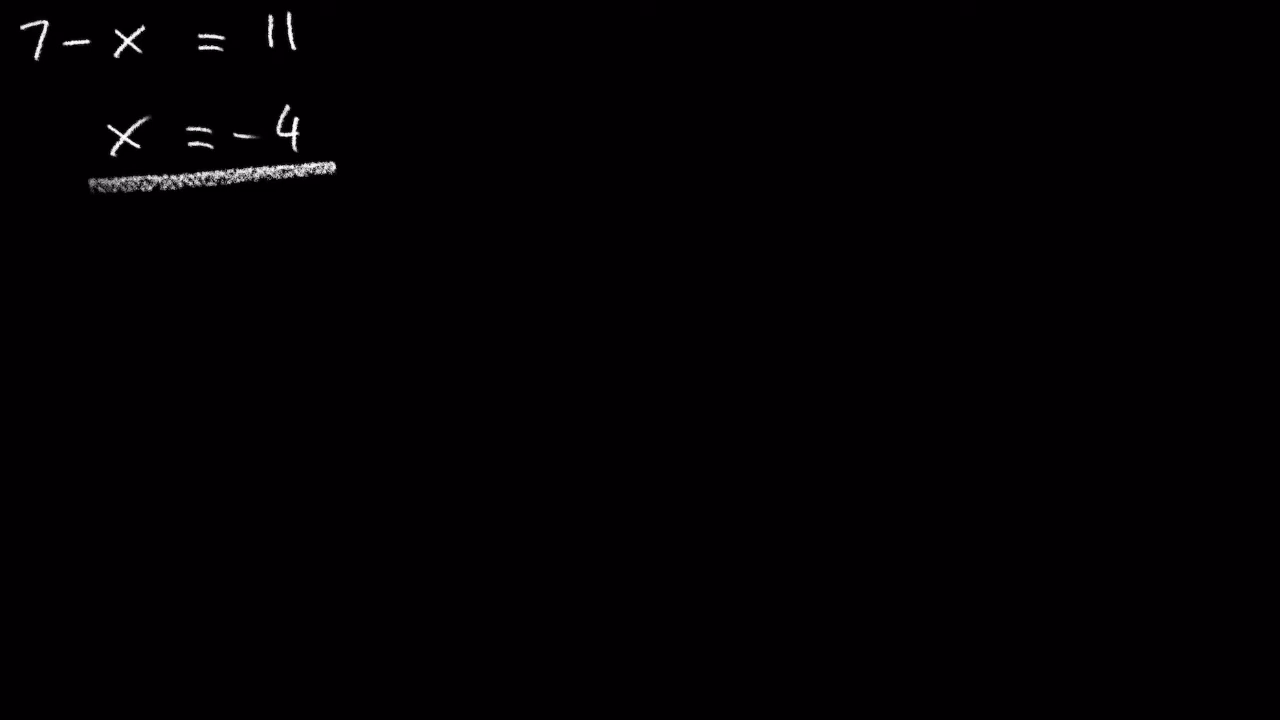 7 - x = 11
x = - 4